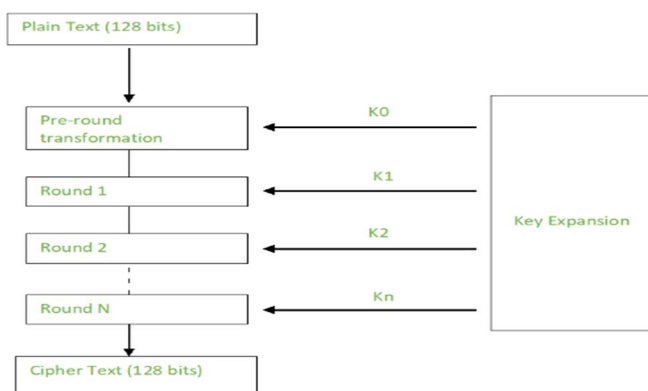 Plain Text (128 bits)
Pre-round
transformation
K0
Round 1
K1
Key Expansion
Round 2
K2
Round N
Kn
Cipher Text (128 bits)